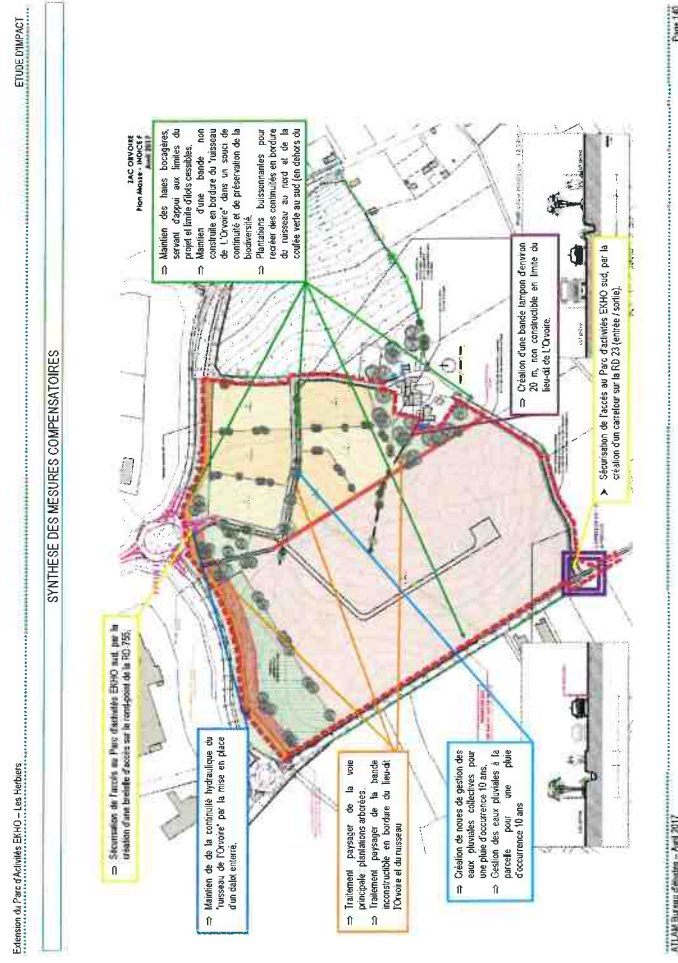 Extension du Parc d'Activités EKHO – Les Herbiers
ETUDE D'IMPACT
SYNTHESE DES MESURES COMPENSATOIRES
⇒ Sécurisation de l'accès au Parc d'activités EKHO sud, par la
création d'une bretelle d'accès sur le rond-point de la RD 755.
ZAC ORVOIRE
Plan Masse - INDICE F
Avril 2017
⇒ Maintien des haies bocagères,
servant d'appui aux limites du
projet et limite d'îlots cessibles.
⇒ Maintien d'une bande non
construite en bordure du "ruisseau
de L'Orvoire" dans un souci de
continuité et de préservation de la
biodiversité.
⇒ Plantations buissonnantes pour
recréer des continuités en bordure
du ruisseau au nord et de la
coulée verte au sud (en dehors du
⇒ Maintien de de la continuité hydraulique du
"ruisseau de l'Orvoire" par la mise en place
d'un dalot enterré.
⇒ Traitement paysager de la voie
principale plantations arborées.
⇒ Traitement paysager de la bande
inconstructible en bordure du lieu-dit
l'Orvoire et du ruisseau
⇒ Création de noues de gestion des
eaux pluviales collectives pour
une pluie d'occurrence 10 ans.
⇒ Gestion des eaux pluviales à la
parcelle pour une pluie
d'occurrence 10 ans
⇒ Création d'une bande tampon d'environ
20 m, non constructible en limite du
lieu-dit de L'Orvoire.
➤ Sécurisation de l'accès au Parc d'activités EKHO sud, par la
création d'un carrefour sur la RD 23 (entrée / sortie).
ATLAM Bureau d'études – Avril 2017
Page 140